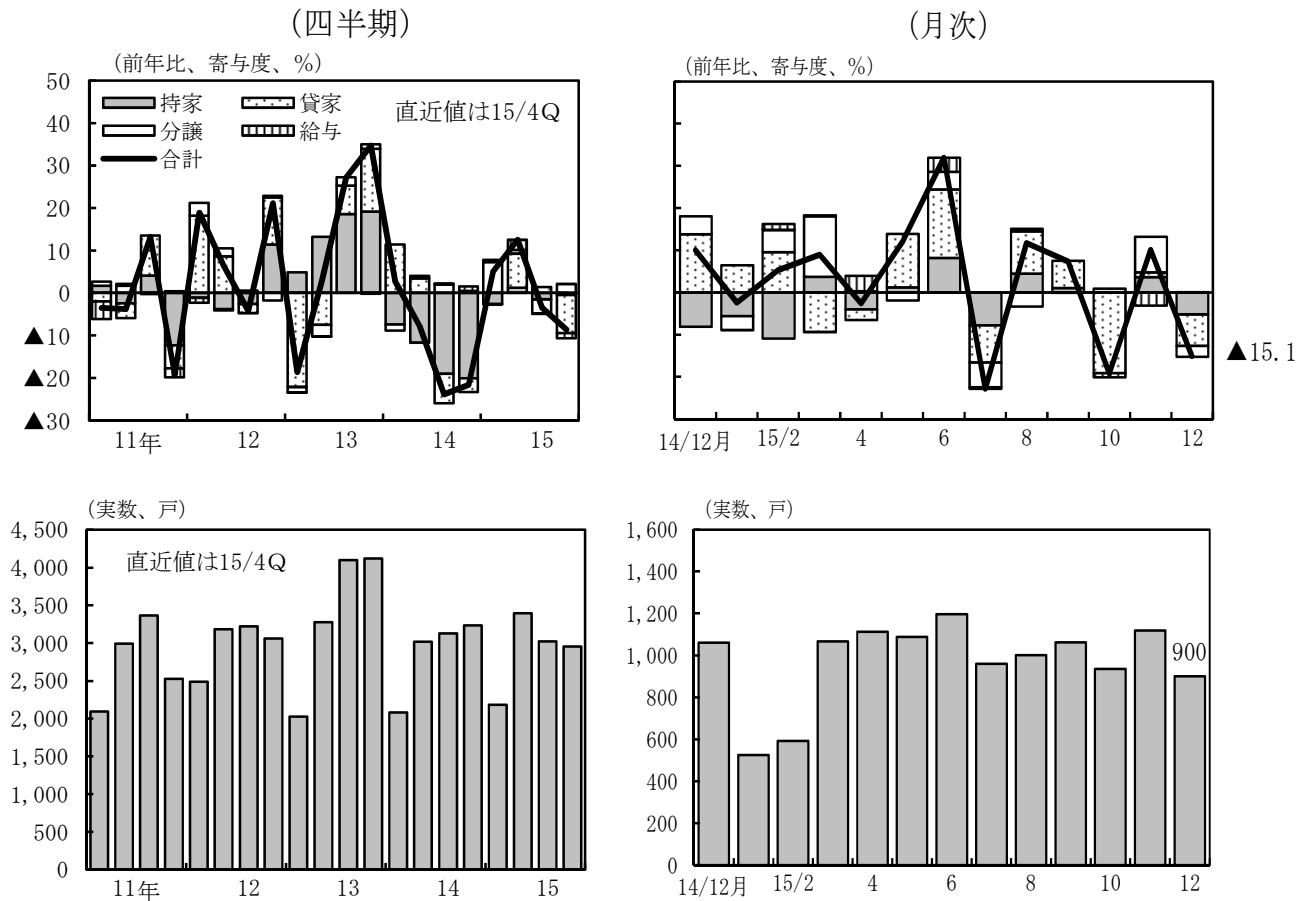 (四半期)
(月次)
(前年比、寄与度、%)
50
40
30
20
10
0
▲10
▲20
▲30
持家
貸家
分譲
給与
合計
直近値は15/4Q
11年
12
13
14
15
(前年比、寄与度、%)
▲15.1
14/12月
15/2
4
6
8
10
12
(実数、戸)
4,500
4,000
3,500
3,000
2,500
2,000
1,500
1,000
500
0
直近値は15/4Q
11年
12
13
14
15
(実数、戸)
1,600
1,400
1,200
1,000
800
600
400
200
0
900
14/12月
15/2
4
6
8
10
12